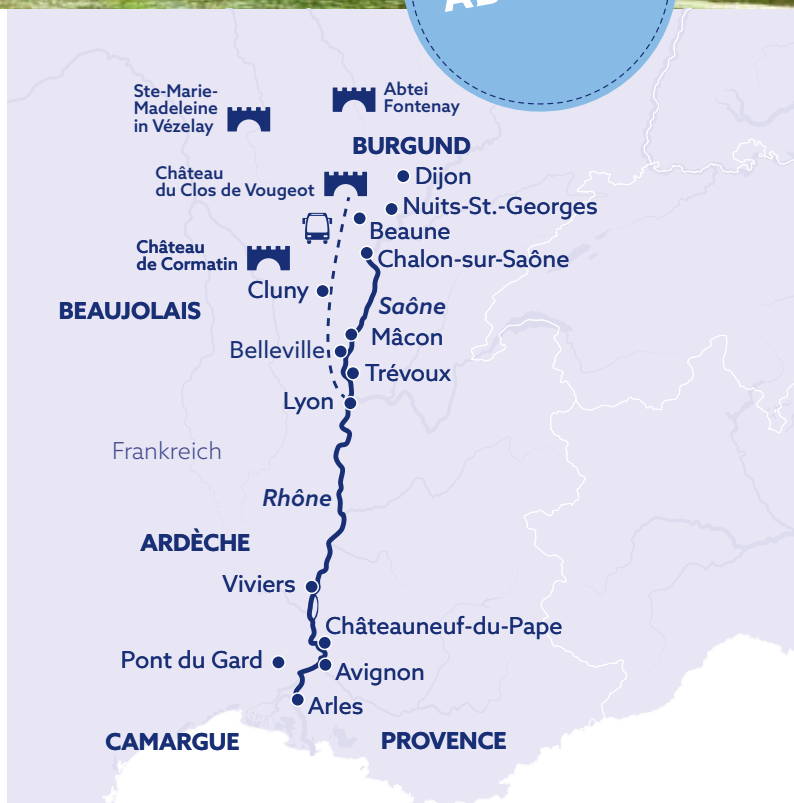 Ste-Marie-
Madeleine
in Vézelay
Abtei
Fontenay
BURGUND
Dijon
Château
du Clos de Vougeot
Nuits-St.-Georges
Beaune
Château
de Cormatin
Chalon-sur-Saône
Cluny
Saône
BEAUJOLAIS
Mâcon
Belleville
Trévoux
Lyon
Frankreich
Rhône
ARDÈCHE
Viviers
Châteauneuf-du-Pape
Pont du Gard
Avignon
Arles
CAMARGUE
PROVENCE